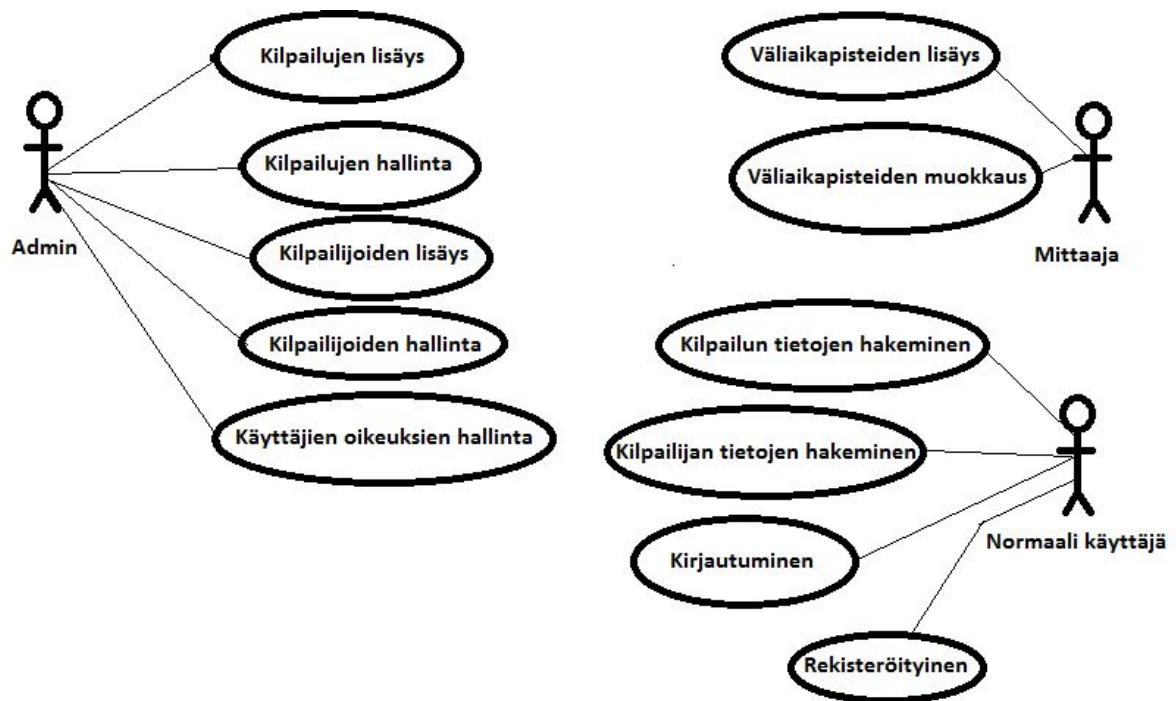 Kilpailujen lisäys
Kilpailujen hallinta
Kilpailijoiden lisäys
Kilpailijoiden hallinta
Käyttäjien oikeuksien hallinta
Admin
Väliaikapisteiden lisäys
Väliaikapisteiden muokkaus
Mittaaja
Kilpailun tietojen hakeminen
Kilpailijan tietojen hakeminen
Kirjautuminen
Rekisteröityinen
Normaali käyttäjä